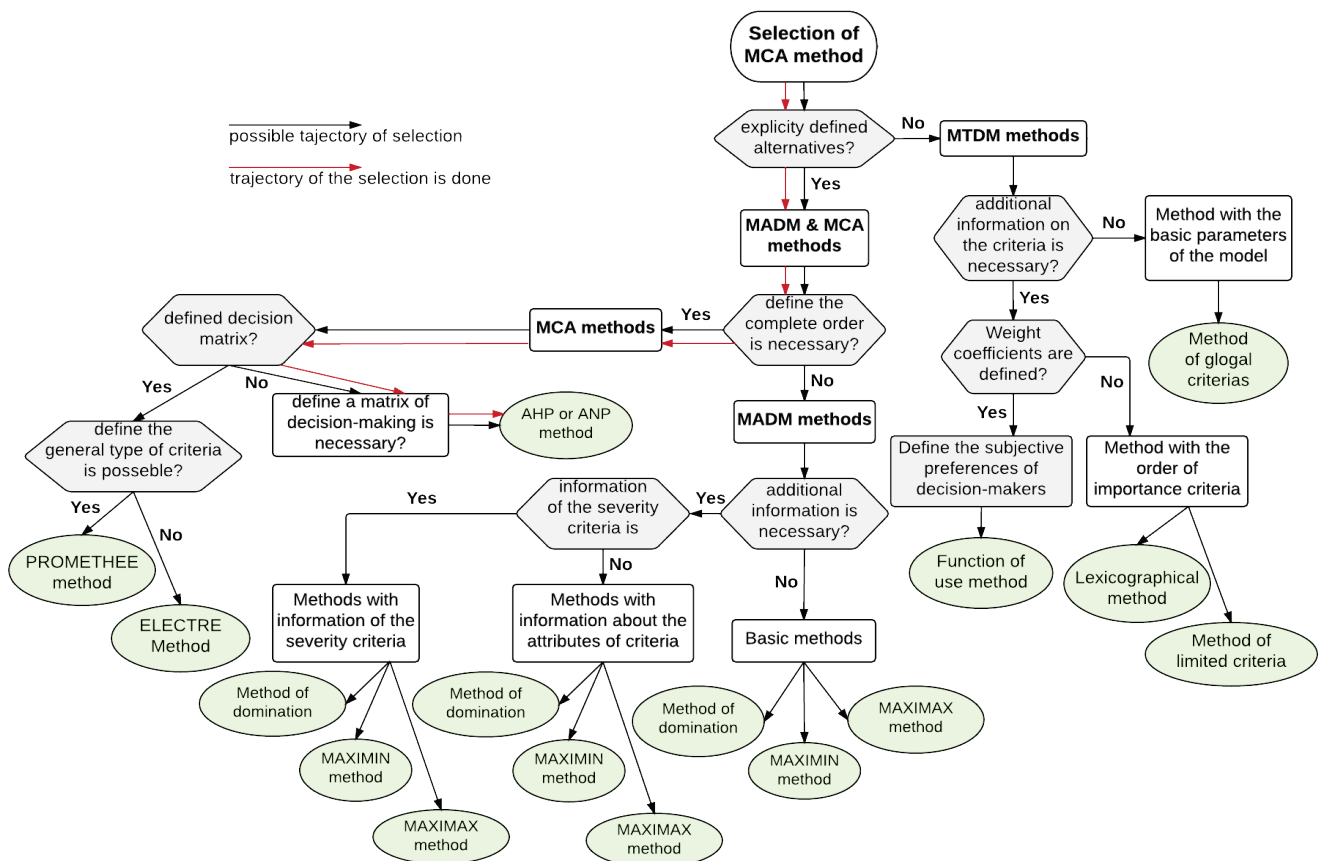 Selection of
MCA method
possible tajectory of selection
trajectory of the selection is done
explicity defined
alternatives?
No
MTDM methods
Yes
MADM & MCA
methods
additional
information on
the criteria is
necessary?
No
Method with the
basic parameters
of the model
Yes
defined decision
matrix?
MCA methods
Yes
define the
complete order
is necessary?
Weight
coefficients are
defined?
Method
of glogal
criterias
Yes
No
No
No
define a matrix of
decision-making is
necessary?
AHP or ANP
method
MADM methods
Yes
define the
general type of criteria
is posseble?
Define the subjective
preferences of
decision-makers
Method with the
order of
importance criteria
Yes
No
Yes
information
of the severity
criteria is
Yes
additional
information is
necessary?
PROMETHEE
method
No
No
Function of
use method
Lexicographical
method
ELECTRE
Method
Methods with
information of the
severity criteria
Methods with
information about the
attributes of criteria
Basic methods
Method of
limited criteria
Method of
domination
Method of
domination
Method of
domination
MAXIMAX
method
MAXIMIN
method
MAXIMIN
method
MAXIMIN
method
MAXIMAX
method
MAXIMAX
method